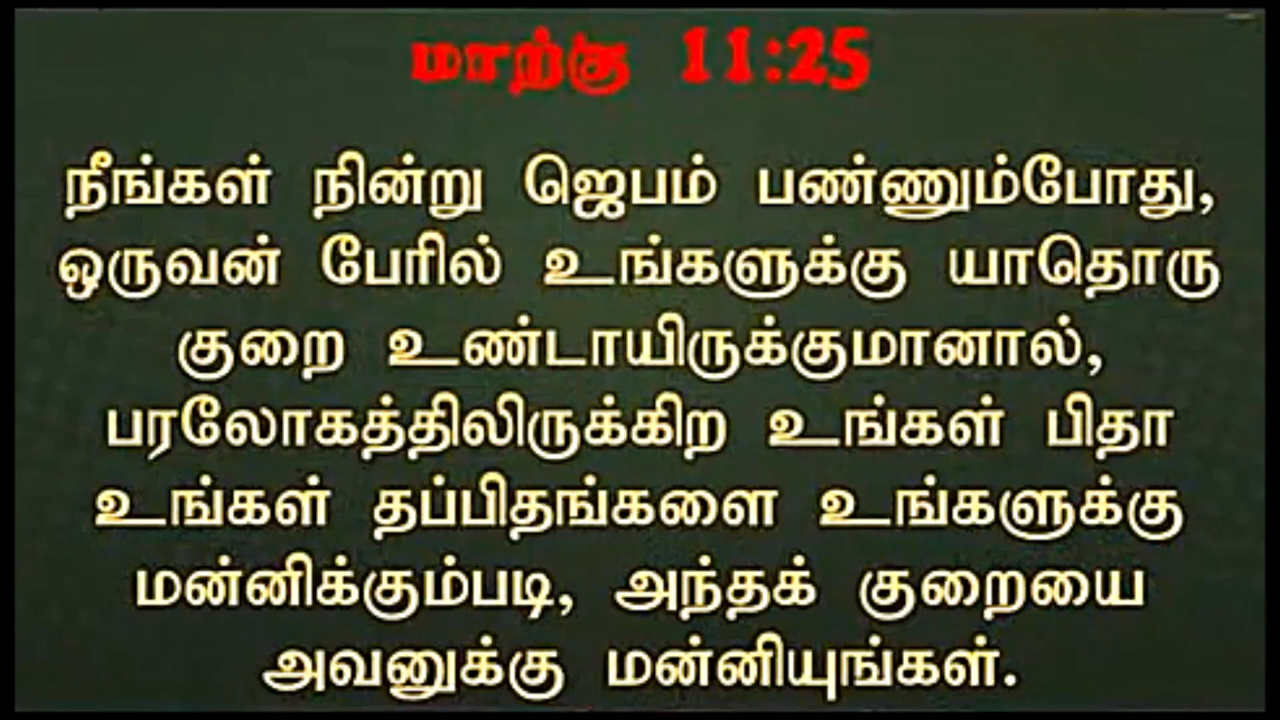 மாற்கு 11:25
நீங்கள் நின்று ஜெபம் பண்ணும்போது,
ஒருவன் பேரில் உங்களுக்கு யாதொரு
குறை உண்டாயிருக்குமானால்,
பரலோகத்திலிருக்கிற உங்கள் பிதா
உங்கள் தப்பிதங்களை உங்களுக்கு
மன்னிக்கும்படி, அந்தக் குறையை
அவனுக்கு மன்னியுங்கள்.